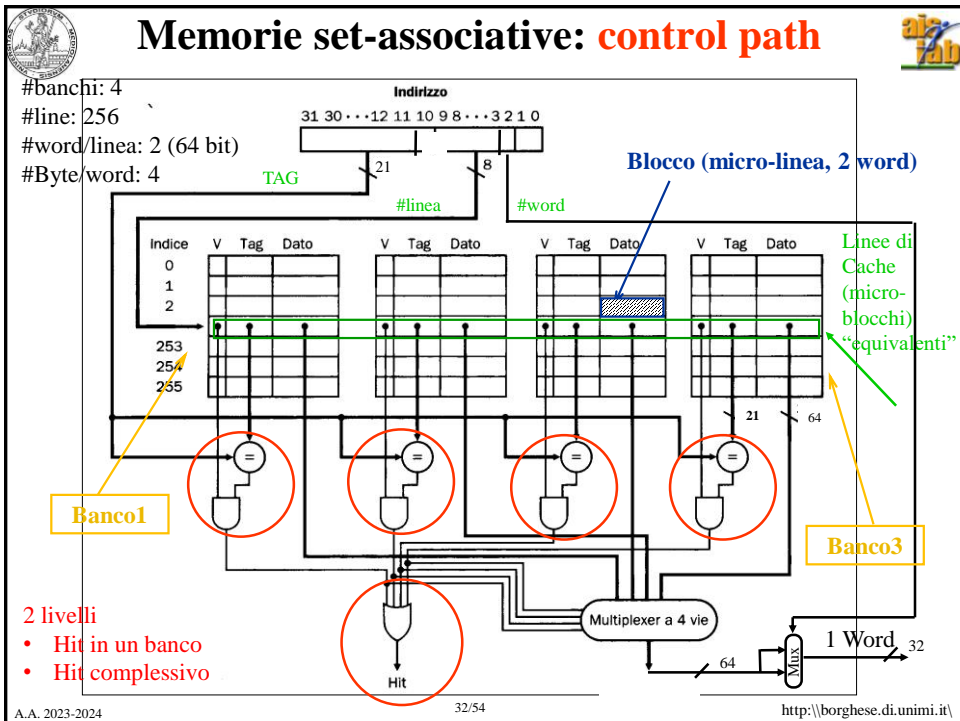 Memorie set-associative: control path
#banchi: 4
#line: 256 `
#word/linea: 2 (64 bit)
#Byte/word: 4
Indirizzo
31 30 · · · 12 11 10 9 8 · · · 3 2 1 0
21
8
TAG
#linea
#word
Blocco (micro-linea, 2 word)
Indice V Tag Dato V Tag Dato V Tag Dato V Tag Dato
0
1
2
253
254
255
Linee di
Cache
(micro-
blocchi)
“equivalenti”
21
64
= = = =
Banco1
Banco3
2 livelli
• Hit in un banco
• Hit complessivo
Multiplexer a 4 vie
Hit
64
Mux
1 Word
32
A.A. 2023-2024
32/54
http:\\borghese.di.unimi.it\